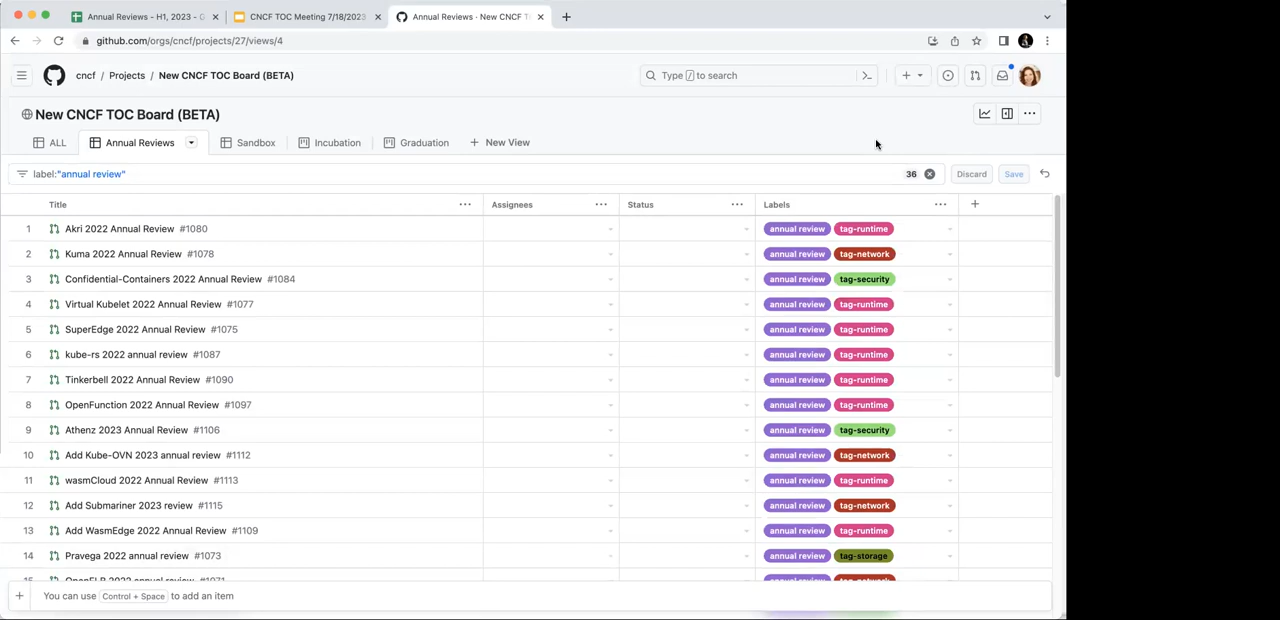 Annual Reviews - H1, 2023 - G
CNCF TOC Meeting 7/18/2023
Annual Reviews · New CNCF T
github.com/orgs/cncf/projects/27/views/4
cncf / Projects / New CNCF TOC Board (BETA)
Type / to search
New CNCF TOC Board (BETA)
ALL Annual Reviews Sandbox Incubation Graduation + New View
label:"annual review" 36 Discard Save
Title Assignees Status Labels
1 Akri 2022 Annual Review #1080 annual review tag-runtime
2 Kuma 2022 Annual Review #1078 annual review tag-network
3 Confidential-Containers 2022 Annual Review #1084 annual review tag-security
4 Virtual Kubelet 2022 Annual Review #1077 annual review tag-runtime
5 SuperEdge 2022 Annual Review #1075 annual review tag-runtime
6 kube-rs 2022 annual review #1087 annual review tag-runtime
7 Tinkerbell 2022 Annual Review #1090 annual review tag-runtime
8 OpenFunction 2022 Annual Review #1097 annual review tag-runtime
9 Athenz 2023 Annual Review #1106 annual review tag-security
10 Add Kube-OVN 2023 annual review #1112 annual review tag-network
11 wasmCloud 2022 Annual Review #1113 annual review tag-runtime
12 Add Submariner 2023 review #1115 annual review tag-network
13 Add WasmEdge 2022 Annual Review #1109 annual review tag-runtime
14 Pravega 2022 annual review #1073 annual review tag-storage
15 OpenELB 2022 annual review #1071 annual review tag-network
You can use Control + Space to add an item